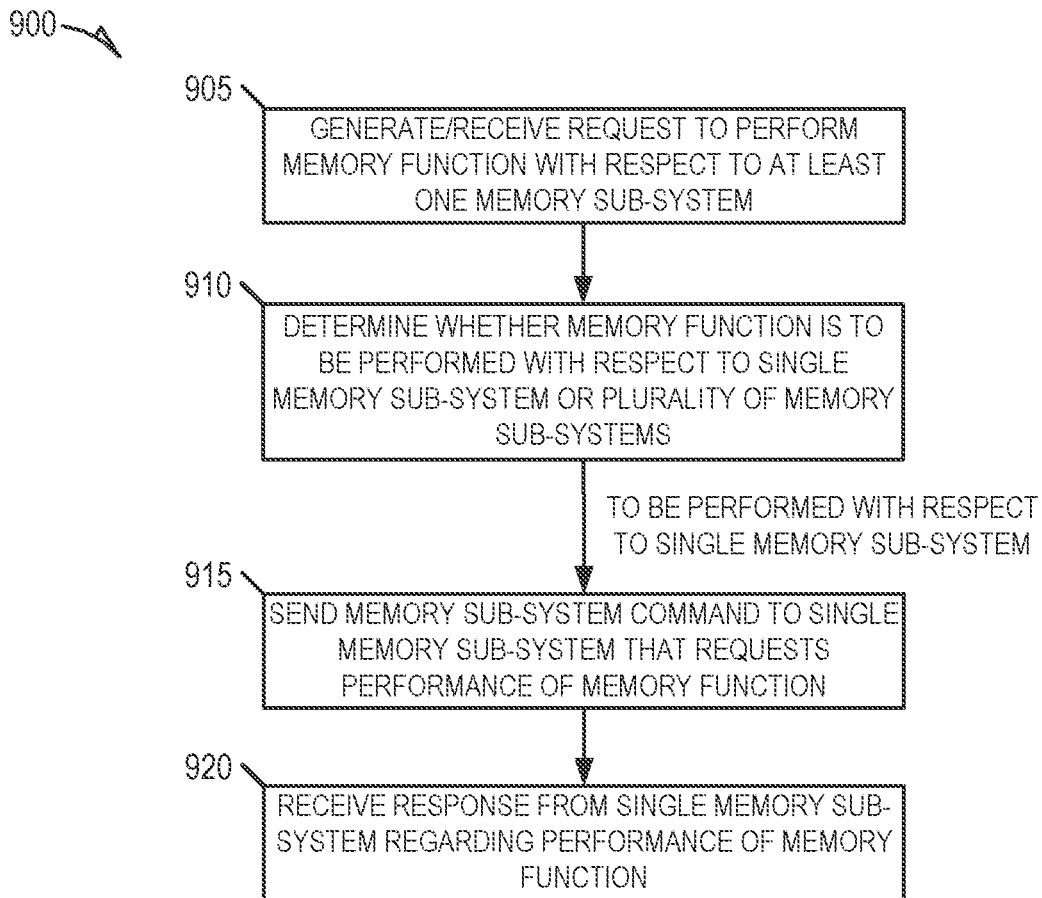 900
905
GENERATE/RECEIVE REQUEST TO PERFORM
MEMORY FUNCTION WITH RESPECT TO AT LEAST
ONE MEMORY SUB-SYSTEM
910
DETERMINE WHETHER MEMORY FUNCTION IS TO
BE PERFORMED WITH RESPECT TO SINGLE
MEMORY SUB-SYSTEM OR PLURALITY OF MEMORY
SUB-SYSTEMS
TO BE PERFORMED WITH RESPECT
TO SINGLE MEMORY SUB-SYSTEM
915
SEND MEMORY SUB-SYSTEM COMMAND TO SINGLE
MEMORY SUB-SYSTEM THAT REQUESTS
PERFORMANCE OF MEMORY FUNCTION
920
RECEIVE RESPONSE FROM SINGLE MEMORY SUB-
SYSTEM REGARDING PERFORMANCE OF MEMORY
FUNCTION